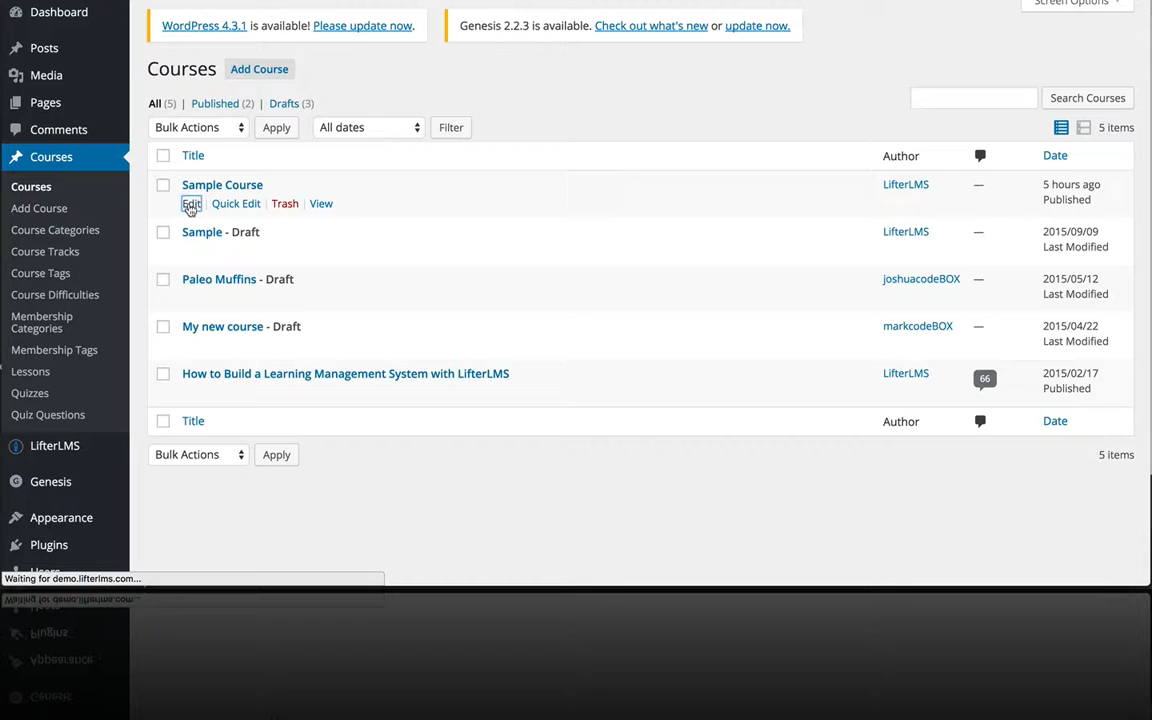 Dashboard
Posts
Media
Pages
Comments
Courses
Courses
Add Course
Course Categories
Course Tracks
Course Tags
Course Difficulties
Membership
Categories
Membership Tags
Lessons
Quizzes
Quiz Questions
LifterLMS
Genesis
Appearance
Plugins
Users
Screen Options
WordPress 4.3.1 is available! Please update now.
Genesis 2.2.3 is available. Check out what's new or update now.
Courses Add Course
All (5) | Published (2) | Drafts (3)
Search Courses
Bulk Actions Apply All dates Filter 5 items
Title Author Date
Sample Course LifterLMS — 5 hours ago
Published
Edit | Quick Edit | Trash | View
Sample - Draft LifterLMS — 2015/09/09
Last Modified
Paleo Muffins - Draft joshuacodeBOX — 2015/05/12
Last Modified
My new course - Draft markcodeBOX — 2015/04/22
Last Modified
How to Build a Learning Management System with LifterLMS LifterLMS 66 2015/02/17
Published
Title Author Date
Bulk Actions Apply 5 items
Waiting for demo.lifterlms.com...